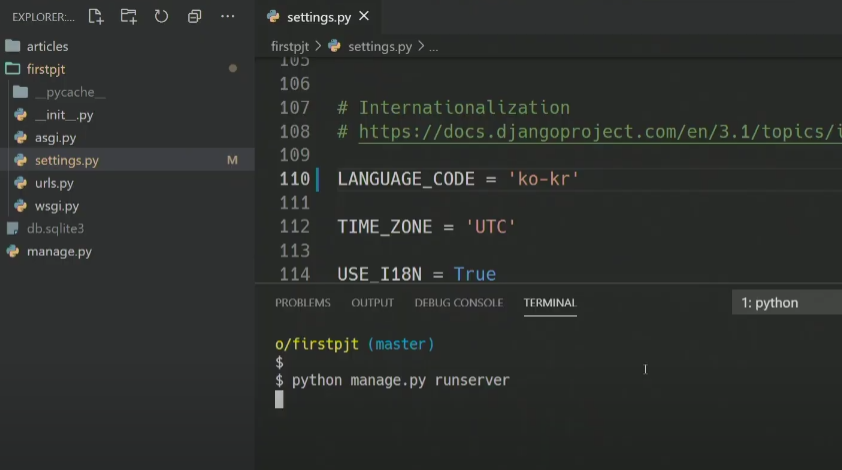 EXPLORER:...
articles
firstpjt
__pycache__
__init__.py
asgi.py
settings.py M
urls.py
wsgi.py
db.sqlite3
manage.py
settings.py
firstpjt > settings.py > ...
105
106
107 # Internationalization
108 # https://docs.djangoproject.com/en/3.1/topics/i
109
110 LANGUAGE_CODE = 'ko-kr'
111
112 TIME_ZONE = 'UTC'
113
114 USE_I18N = True
PROBLEMS OUTPUT DEBUG CONSOLE TERMINAL 1: python
o/firstpjt (master)
$
$ python manage.py runserver